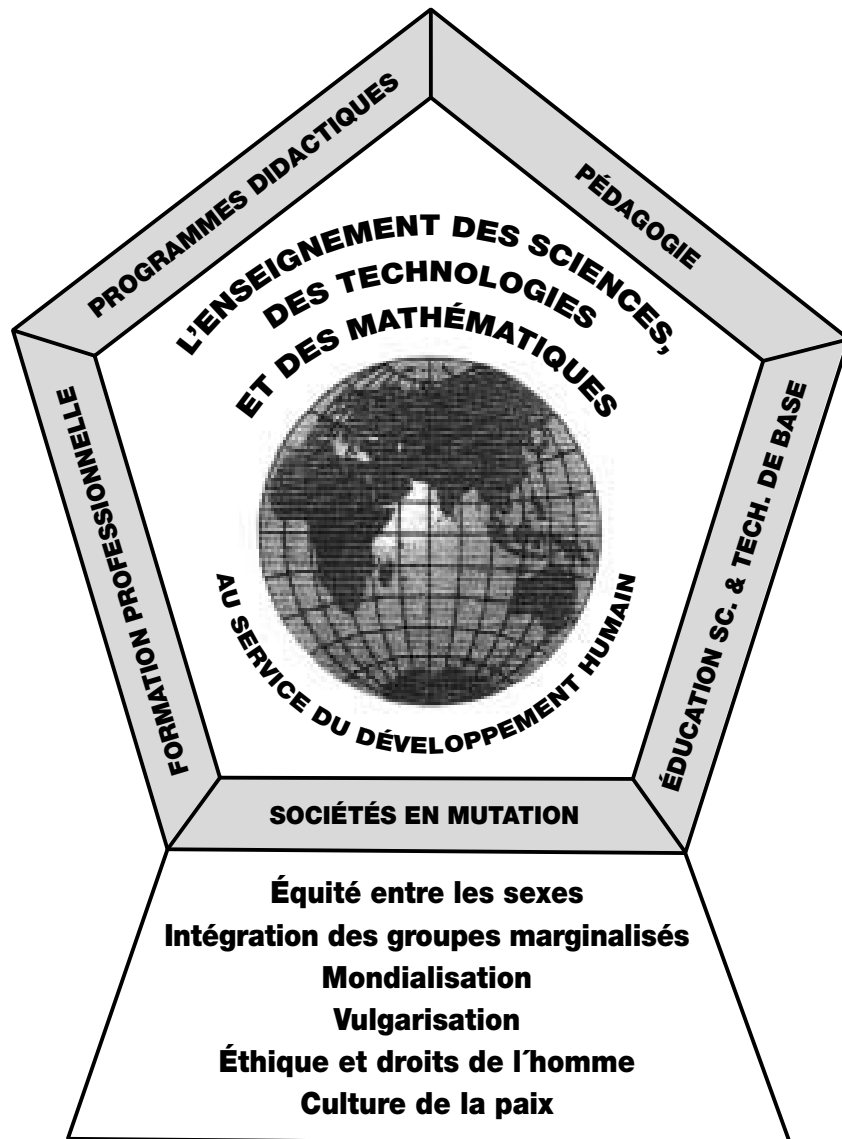 PROGRAMMES DIDACTIQUES
PÉDAGOGIE
L'ENSEIGNEMENT DES SCIENCES,
DES TECHNOLOGIES
ET DES MATHÉMATIQUES
FORMATION PROFESSIONNELLE
ÉDUCATION SC. & TECH. DE BASE
AU SERVICE DU DÉVELOPPEMENT HUMAIN
SOCIÉTÉS EN MUTATION
Équité entre les sexes
Intégration des groupes marginalisés
Mondialisation
Vulgarisation
Éthique et droits de l´homme
Culture de la paix